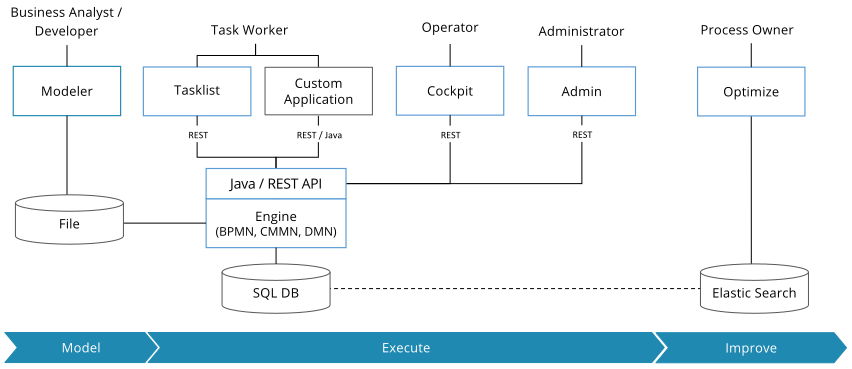 Business Analyst /
Developer
Task Worker
Operator
Administrator
Process Owner
Modeler
Tasklist
Custom
Application
Cockpit
Admin
Optimize
REST
REST / Java
REST
REST
Java / REST API
File
Engine
(BPMN, CMMN, DMN)
SQL DB
Elastic Search
Model
Execute
Improve